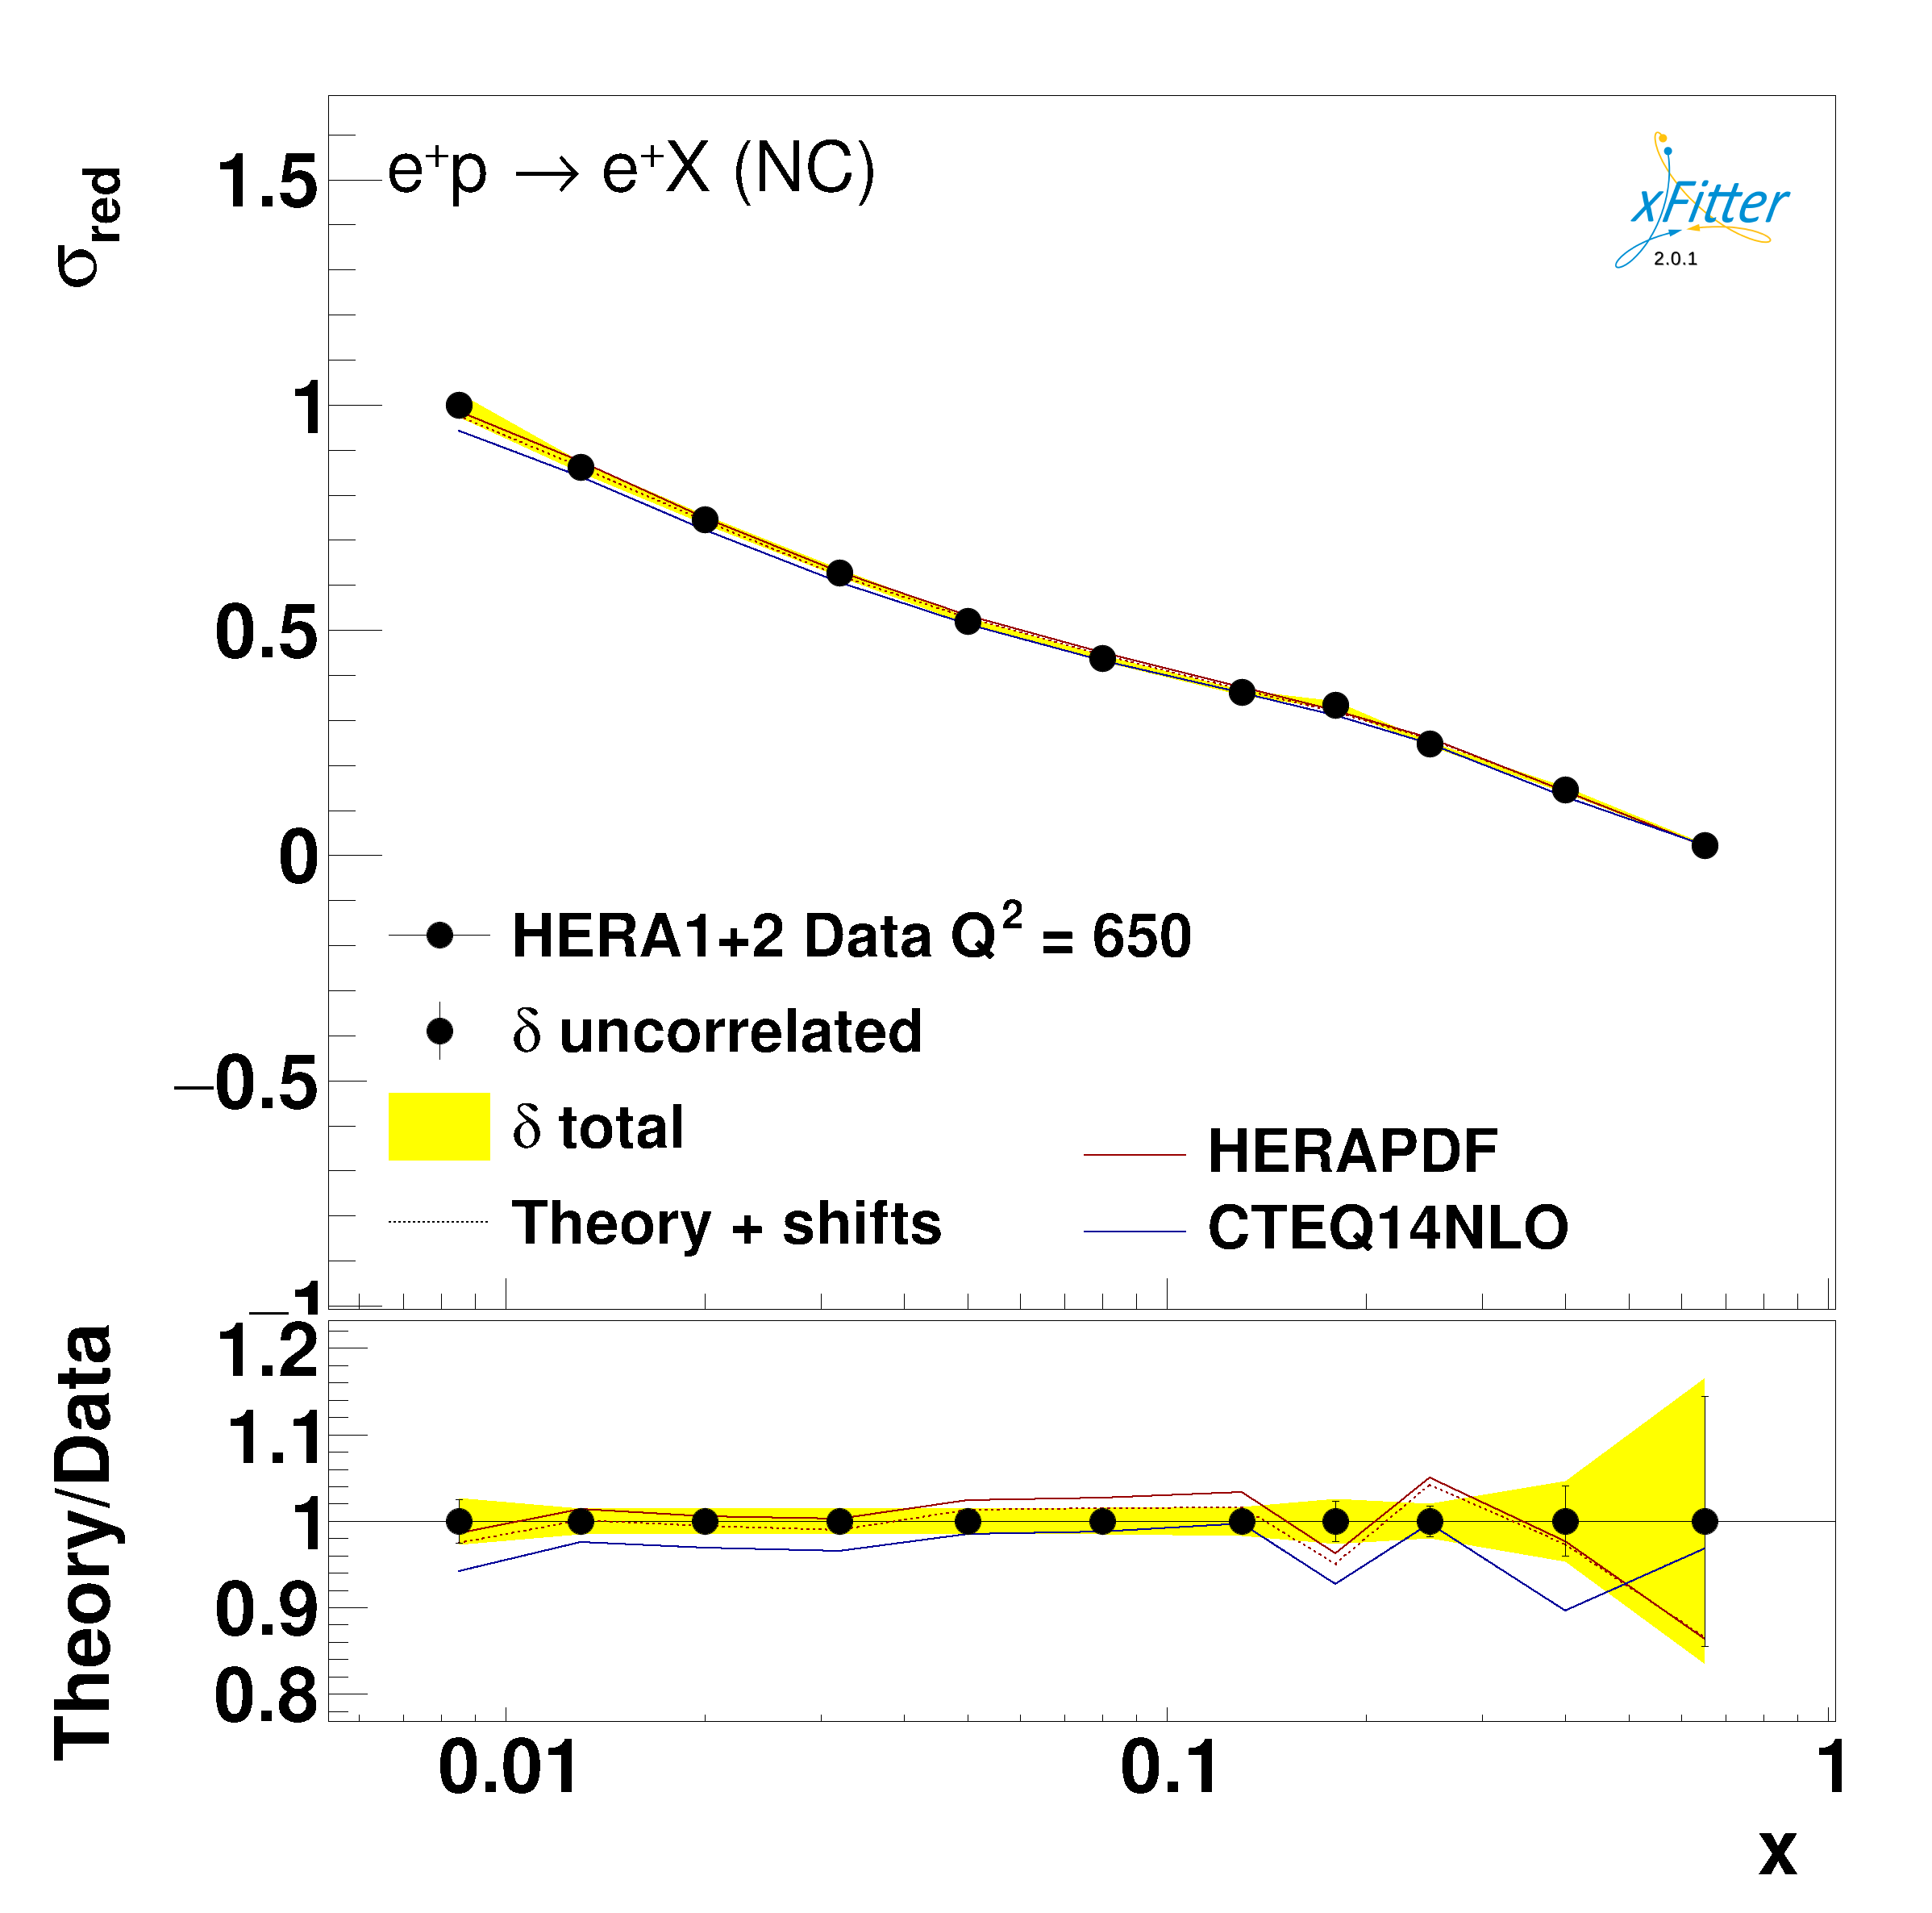 σred
1.5
1
0.5
0
−0.5
−1
e⁺p → e⁺X (NC)
xFitter
2.0.1
HERA1+2 Data Q² = 650
δ uncorrelated
δ total
Theory + shifts
HERAPDF
CTEQ14NLO
Theory/Data
1.2
1.1
1
0.9
0.8
0.01 0.1 1
x